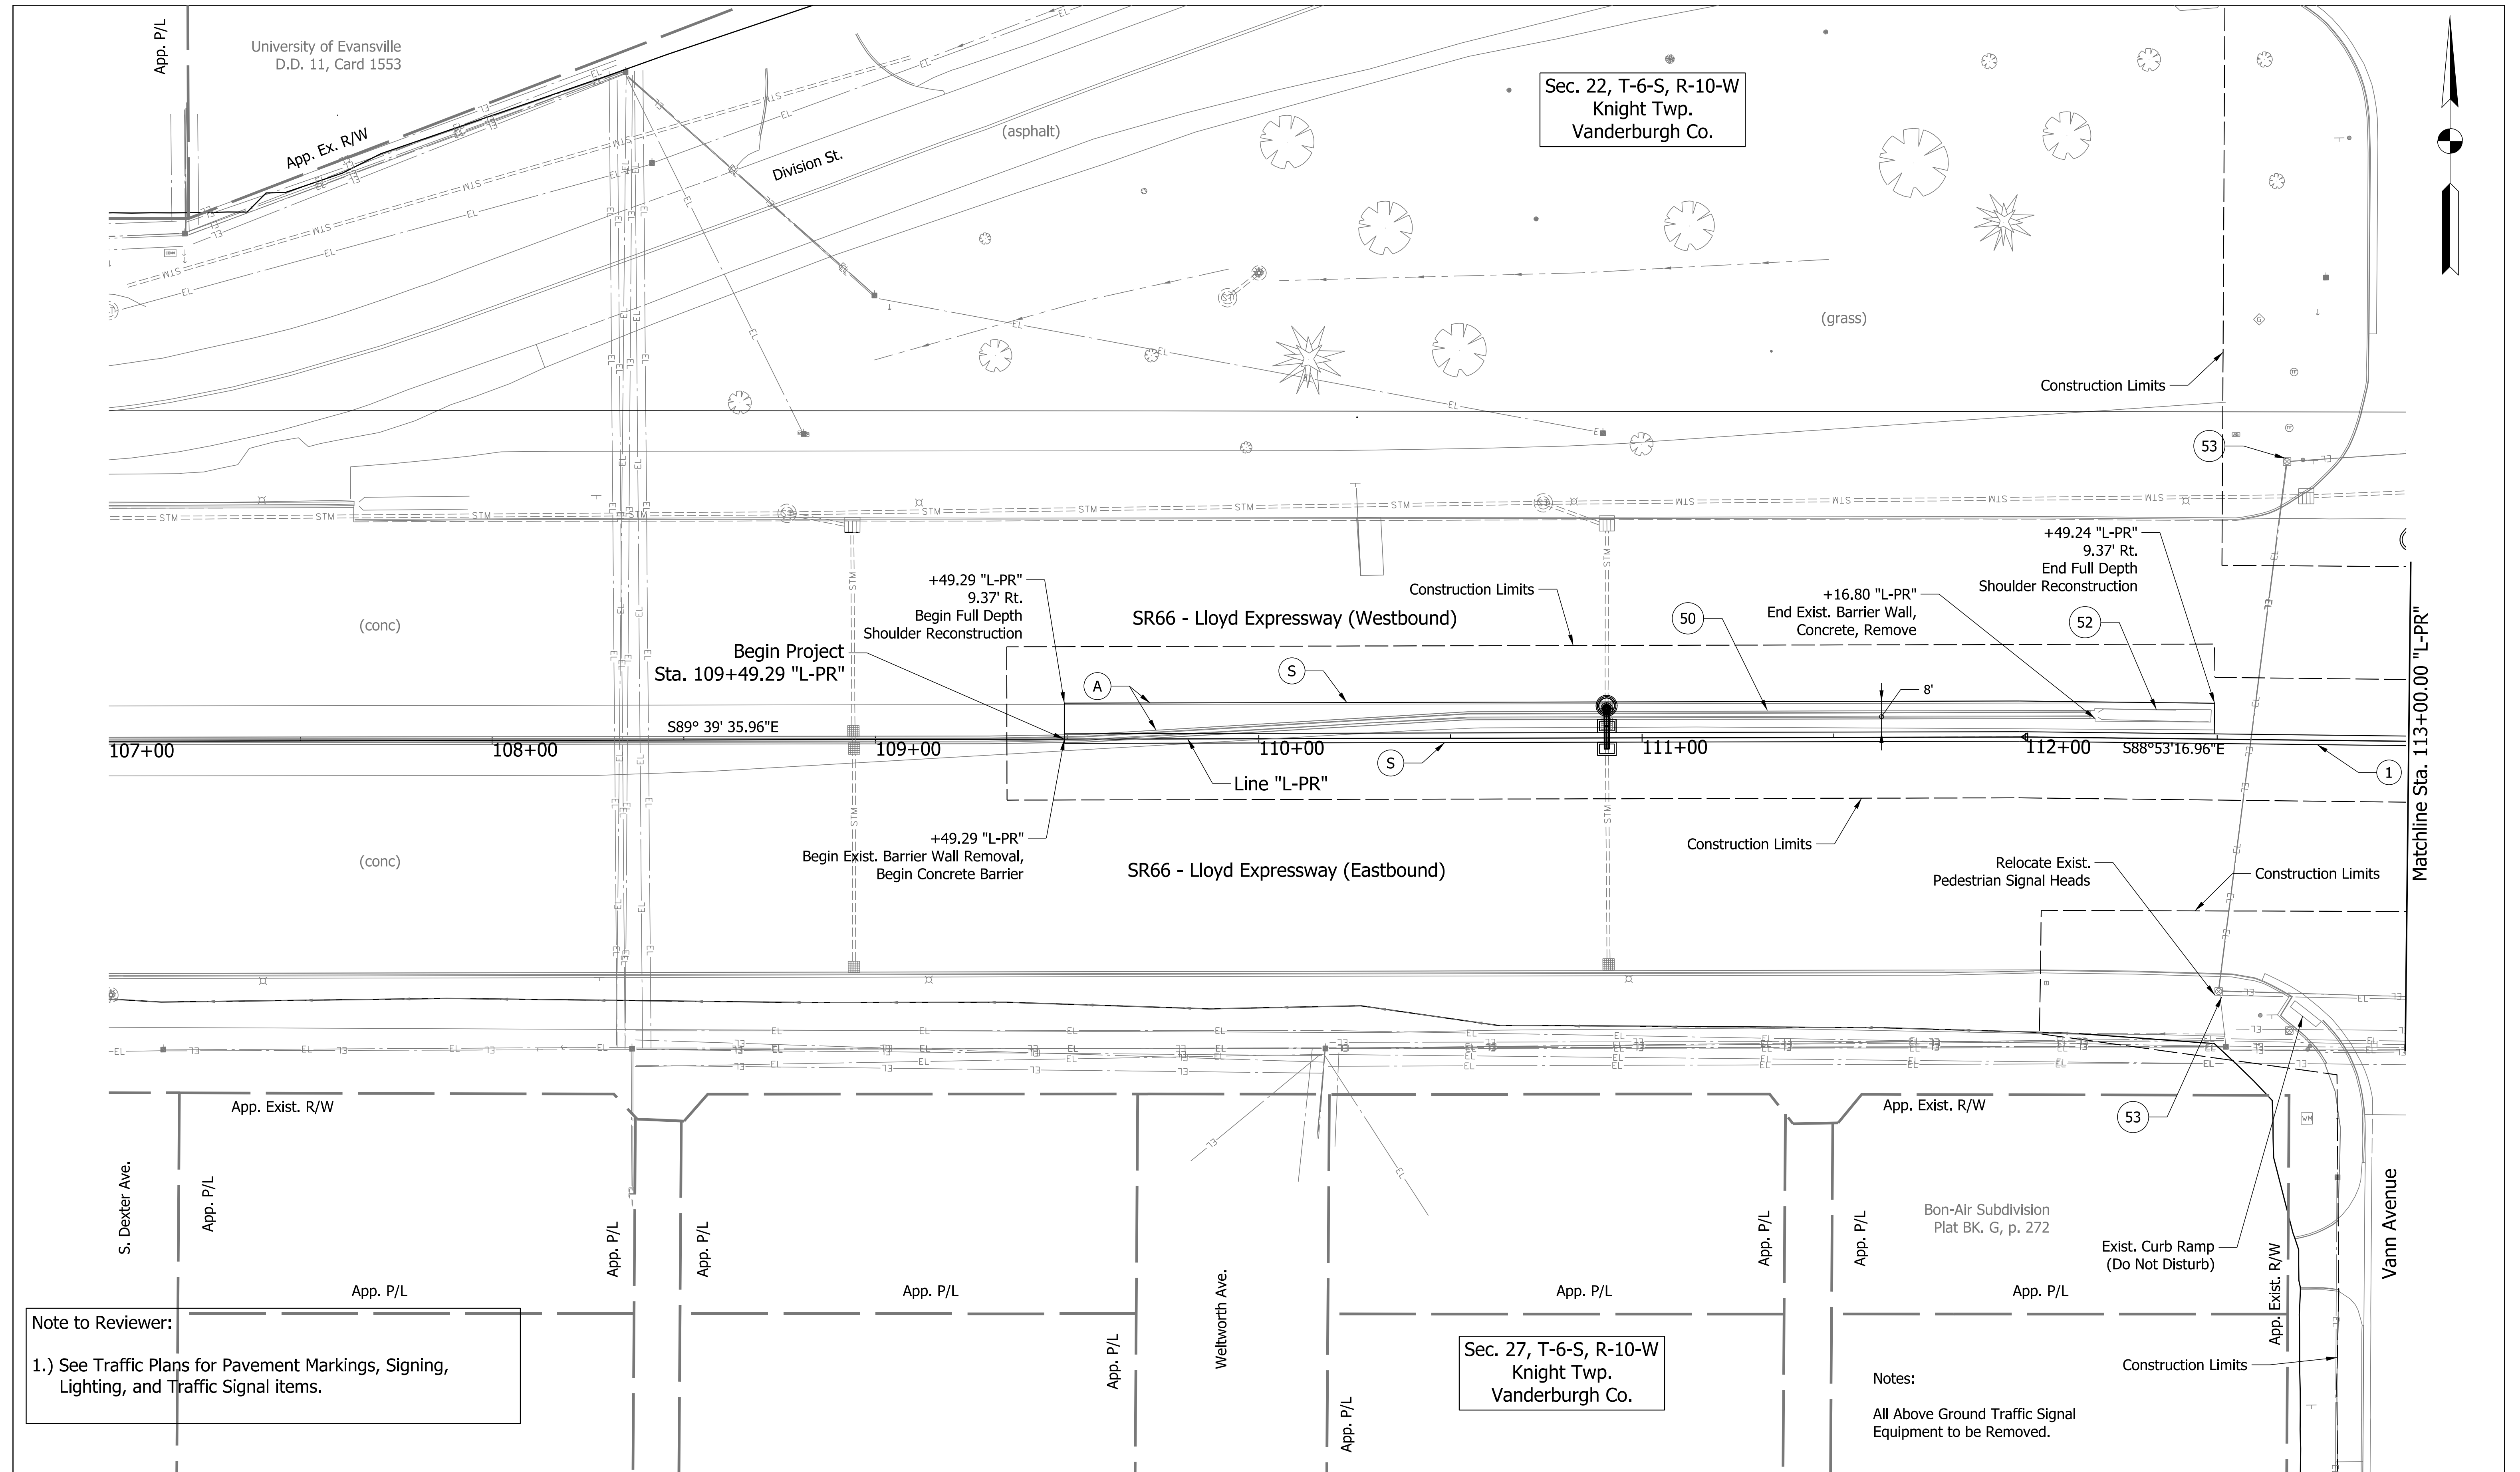 App. P/L
University of Evansville
D.D. 11, Card 1553
App. Ex. R/W
Division St.
(asphalt)
Sec. 22, T-6-S, R-10-W
Knight Twp.
Vanderburgh Co.
(grass)
Construction Limits
53
STM
EL
+49.24 "L-PR"
9.37' Rt.
End Full Depth
Shoulder Reconstruction
+49.29 "L-PR"
9.37' Rt.
Begin Full Depth
Shoulder Reconstruction
Construction Limits
+16.80 "L-PR"
End Exist. Barrier Wall,
Concrete, Remove
SR66 - Lloyd Expressway (Westbound)
50
52
(conc)
Begin Project
Sta. 109+49.29 "L-PR"
A
S
8'
S89° 39' 35.96"E
107+00
108+00
109+00
110+00
111+00
112+00
S88°53'16.96"E
S
1
Line "L-PR"
Matchline Sta. 113+00.00 "L-PR"
+49.29 "L-PR"
Begin Exist. Barrier Wall Removal,
Begin Concrete Barrier
(conc)
SR66 - Lloyd Expressway (Eastbound)
Construction Limits
Relocate Exist.
Pedestrian Signal Heads
Construction Limits
App. Exist. R/W
App. Exist. R/W
53
WM
S. Dexter Ave.
App. P/L
App. P/L
App. P/L
App. P/L
App. P/L
Bon-Air Subdivision
Plat BK. G, p. 272
Exist. Curb Ramp
(Do Not Disturb)
Vann Avenue
App. Exist. R/W
App. P/L
App. P/L
App. P/L
App. P/L
Weltworth Ave.
App. P/L
App. P/L
Note to Reviewer:
1.) See Traffic Plans for Pavement Markings, Signing,
Lighting, and Traffic Signal items.
Sec. 27, T-6-S, R-10-W
Knight Twp.
Vanderburgh Co.
Construction Limits
Notes:
All Above Ground Traffic Signal
Equipment to be Removed.